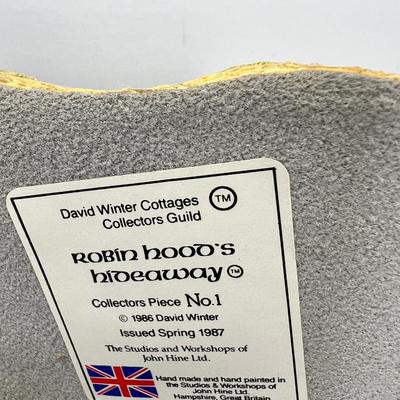 David Winter Cottages ™
Collectors Guild
Robin Hood's
Hideaway ™
Collectors Piece No.1
© 1986 David Winter
Issued Spring 1987
The Studios and Workshops of
John Hine Ltd.
Hand made and hand painted in
the Studios & Workshops of
John Hine Ltd.
Hampshire, Great Britain